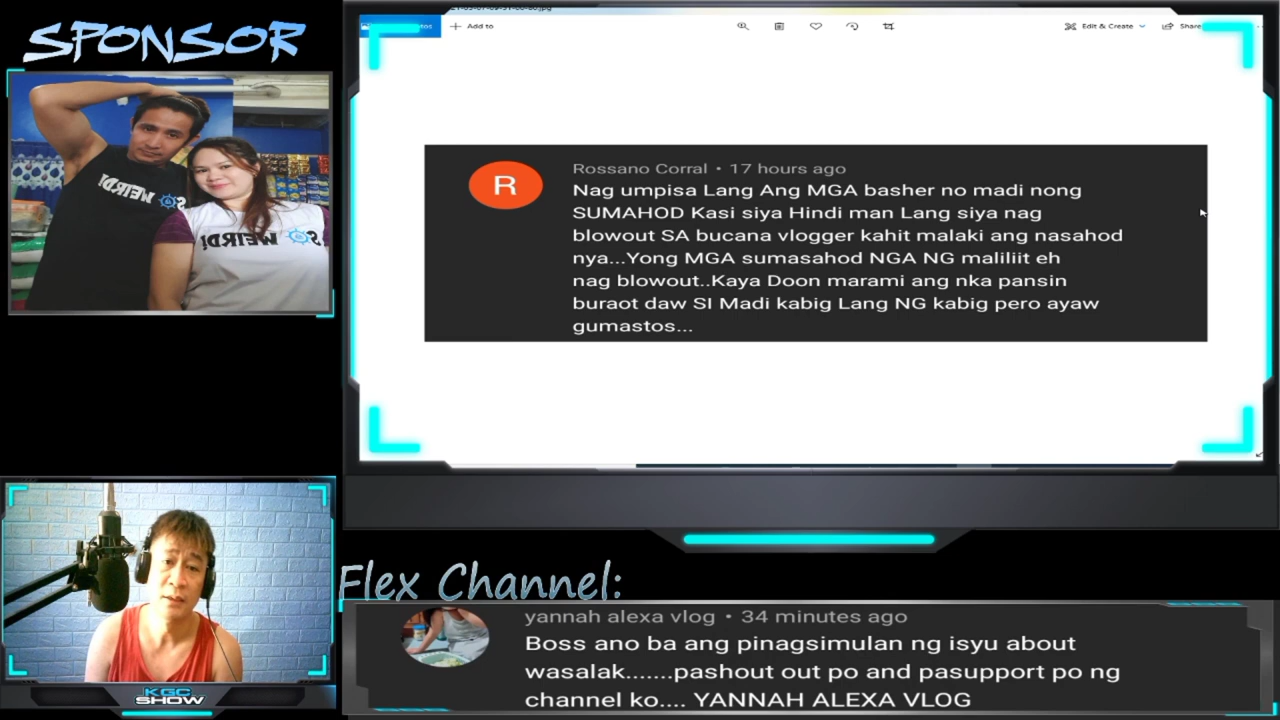 SPONSOR
WEIRD!
WEIRD!
Add to
Edit & Create
Share
R
Rossano Corral • 17 hours ago
Nag umpisa Lang Ang MGA basher no madi nong
SUMAHOD Kasi siya Hindi man Lang siya nag
blowout SA bucana vlogger kahit malaki ang nasahod
nya...Yong MGA sumasahod NGA NG maliliit eh
nag blowout..Kaya Doon marami ang nka pansin
buraot daw SI Madi kabig Lang NG kabig pero ayaw
gumastos...
KGC
SHOW
Flex Channel:
yannah alexa vlog • 34 minutes ago
Boss ano ba ang pinagsimulan ng isyu about
wasalak.......pashout out po and pasupport po ng
channel ko.... YANNAH ALEXA VLOG